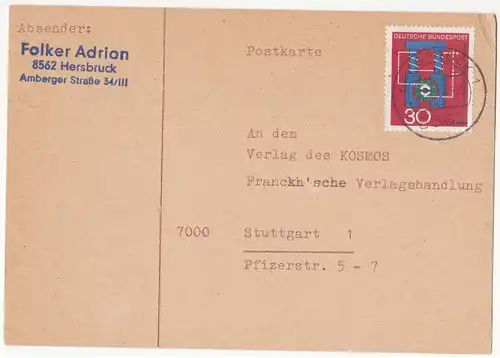 Absender:
Folker Adrion
8562 Hersbruck
Amberger Straße 34/III
Postkarte
DEUTSCHE BUNDESPOST
30
An den
Verlag des KOSMOS
Franckh'sche Verlagshandlung
7000 Stuttgart 1
Pfizerstr. 5 - 7